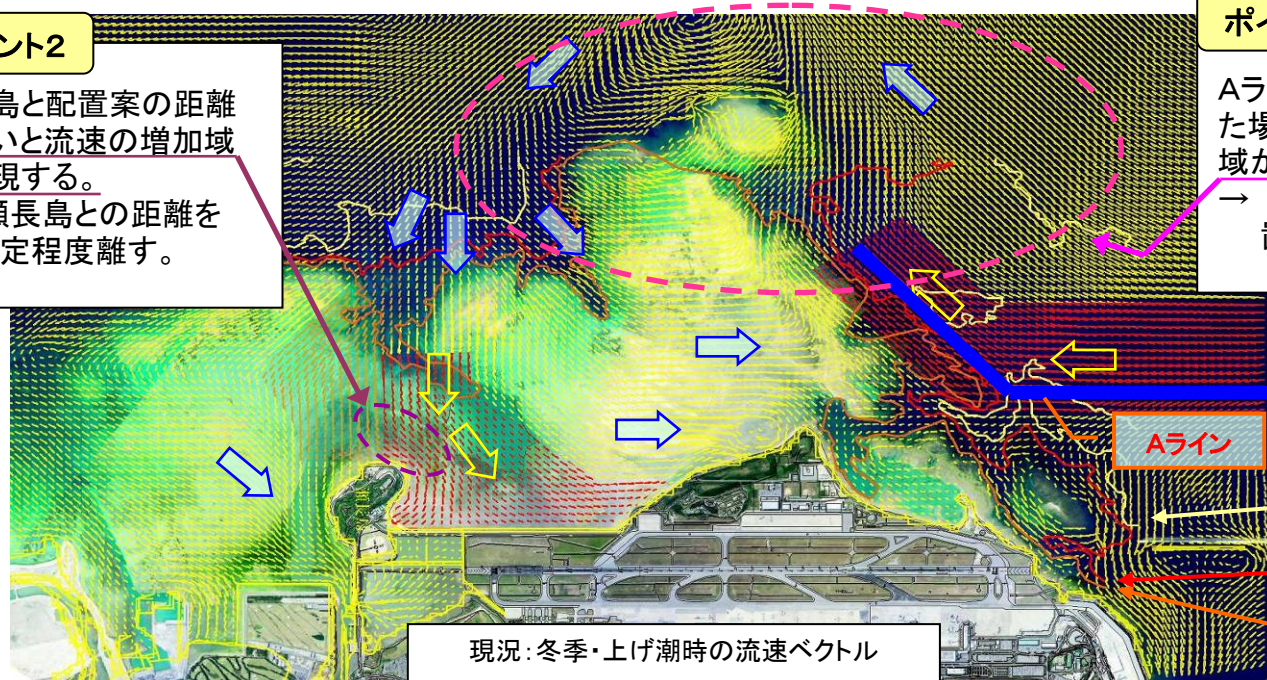 ント2
島と配置案の距離
いと流速の増加域
現する。
頁長島との距離を
定程度離す。
ポイ
Aラ
た場
域が
→
Aライン
現況:冬季・上げ潮時の流速ベクトル